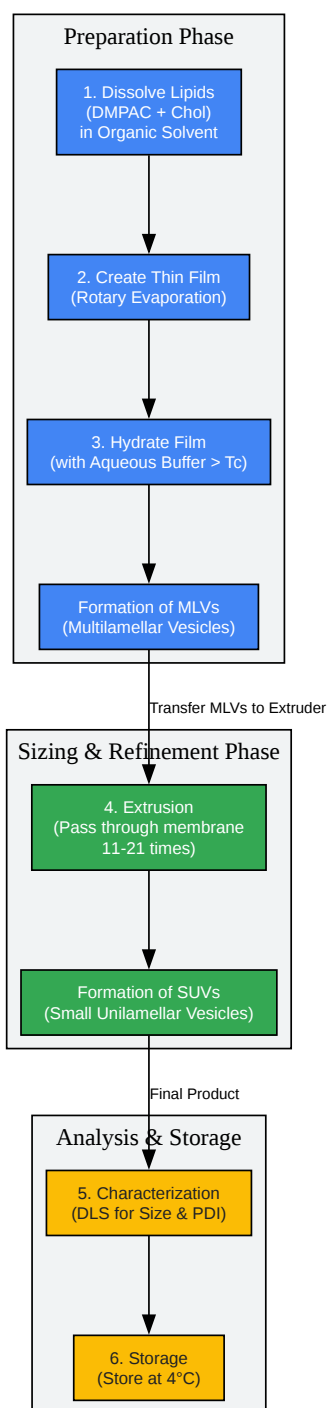 Preparation Phase
1. Dissolve Lipids
(DMPAC + Chol)
in Organic Solvent
2. Create Thin Film
(Rotary Evaporation)
3. Hydrate Film
(with Aqueous Buffer > Tc)
Formation of MLVs
(Multilamellar Vesicles)
Transfer MLVs to Extruder
Sizing & Refinement Phase
4. Extrusion
(Pass through membrane
11-21 times)
Formation of SUVs
(Small Unilamellar Vesicles)
Final Product
Analysis & Storage
5. Characterization
(DLS for Size & PDI)
6. Storage
(Store at 4°C)